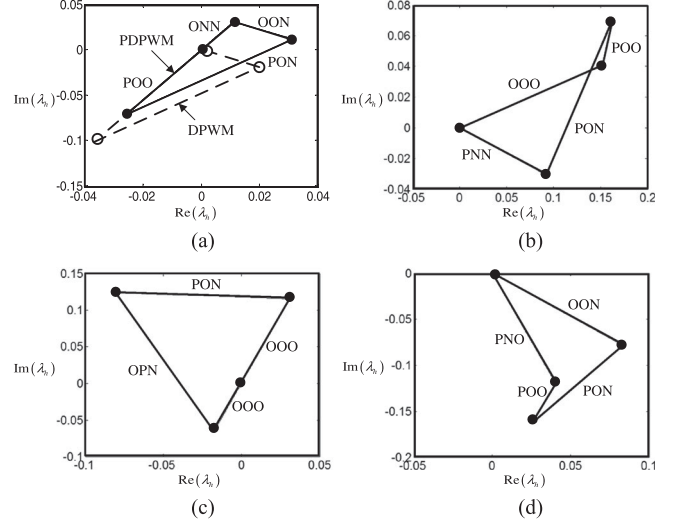 0.05
ONN
OON
PDPWM
0
PON
POO
Im(λₕ)
-0.05
DPWM
-0.1
-0.15
-0.04 -0.02 0 0.02 0.04
Re(λₕ)
(a)
0.08
0.06
POO
0.04
OOO
0.02
Im(λₕ)
0
PON
PNN
-0.02
-0.04
0 0.05 0.1 0.15 0.2
Re(λₕ)
(b)
0.15
PON
0.1
0.05
OOO
Im(λₕ)
OPN
0
OOO
-0.05
-0.1
-0.1 -0.05 0 0.05
Re(λₕ)
(c)
0
OON
-0.05
PNO
Im(λₕ)
-0.1
POO PON
-0.15
-0.2
-0.05 0 0.05 0.1
Re(λₕ)
(d)